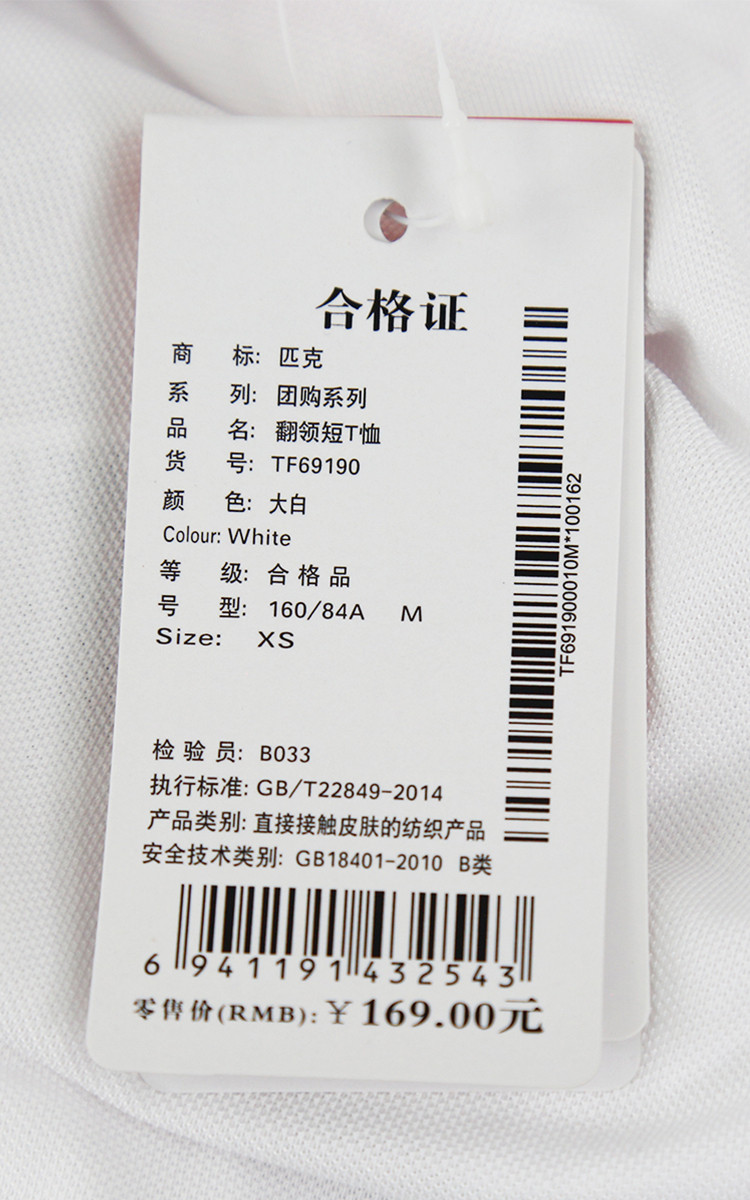 合格证
商 标: 匹克
系 列: 团购系列
品 名: 翻领短T恤
货 号: TF69190
颜 色: 大白
Colour: White
等 级: 合格品
号 型: 160/84A M
Size: XS
检验员: B033
执行标准: GB/T22849-2014
产品类别: 直接接触皮肤的纺织产品
安全技术类别: GB18401-2010 B类
6 941191 432543
零售价(RMB): ¥ 169.00元
TF691900010M*100162